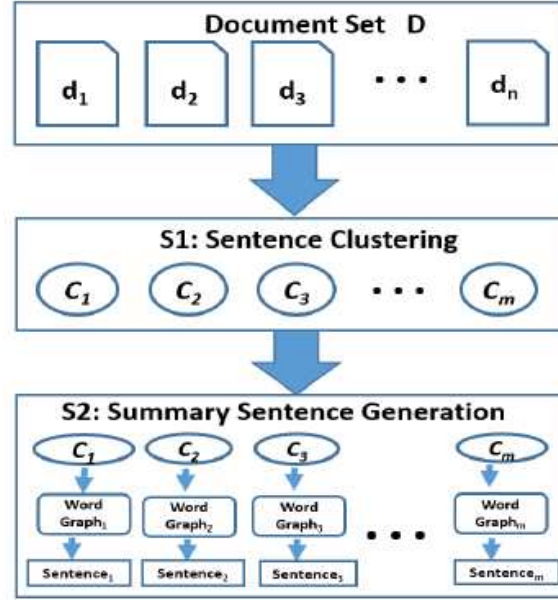 Document Set D
d1 d2 d3 • • • dn
S1: Sentence Clustering
C1 C2 C3 • • • Cm
S2: Summary Sentence Generation
C1 C2 C3 Cm
Word Graph1 Word Graph2 Word Graph3 • • • Word Graphm
Sentence1 Sentence2 Sentence3 Sentencem